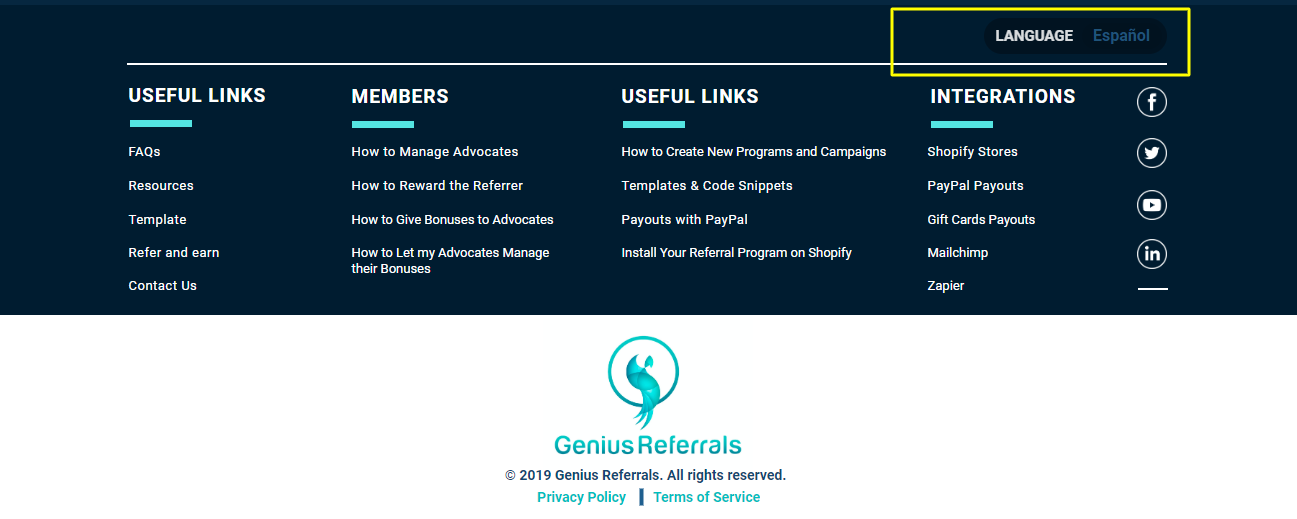 LANGUAGE Español
USEFUL LINKS
FAQs
Resources
Template
Refer and earn
Contact Us
MEMBERS
How to Manage Advocates
How to Reward the Referrer
How to Give Bonuses to Advocates
How to Let my Advocates Manage
their Bonuses
USEFUL LINKS
How to Create New Programs and Campaigns
Templates & Code Snippets
Payouts with PayPal
Install Your Referral Program on Shopify
INTEGRATIONS
Shopify Stores
PayPal Payouts
Gift Cards Payouts
Mailchimp
Zapier
Genius Referrals
© 2019 Genius Referrals. All rights reserved.
Privacy Policy | Terms of Service